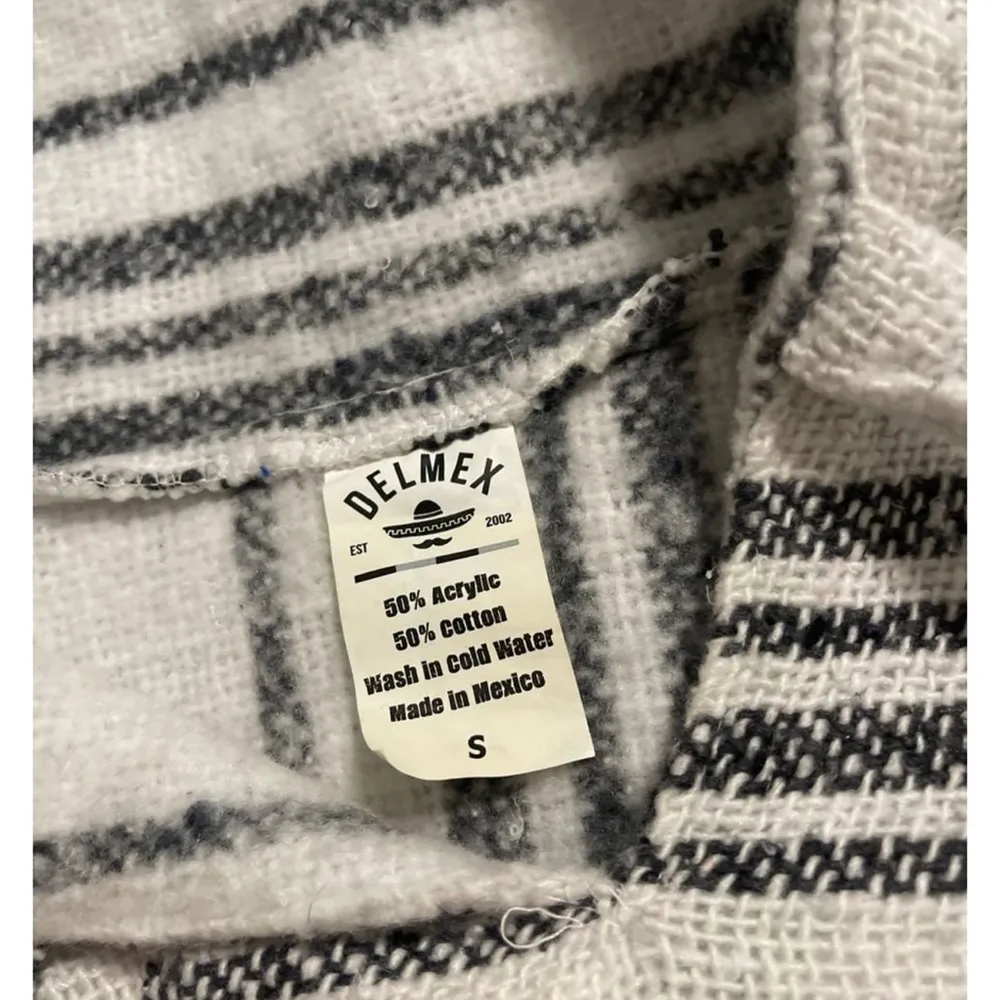 DELMEX
EST 2002
50% Acrylic
50% Cotton
Wash in Cold Water
Made in Mexico
S